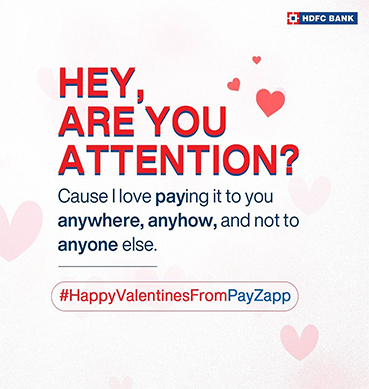 HDFC BANK
HEY,
ARE YOU
ATTENTION?
Cause I love paying it to you
anywhere, anyhow, and not to
anyone else.
#HappyValentinesFromPayZapp